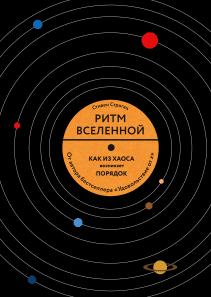 Стивен Строгац
РИТМ
ВСЕЛЕННОЙ
КАК ИЗ ХАОСА
возникает
ПОРЯДОК
От автора бестселлера «Удовольствие от x»